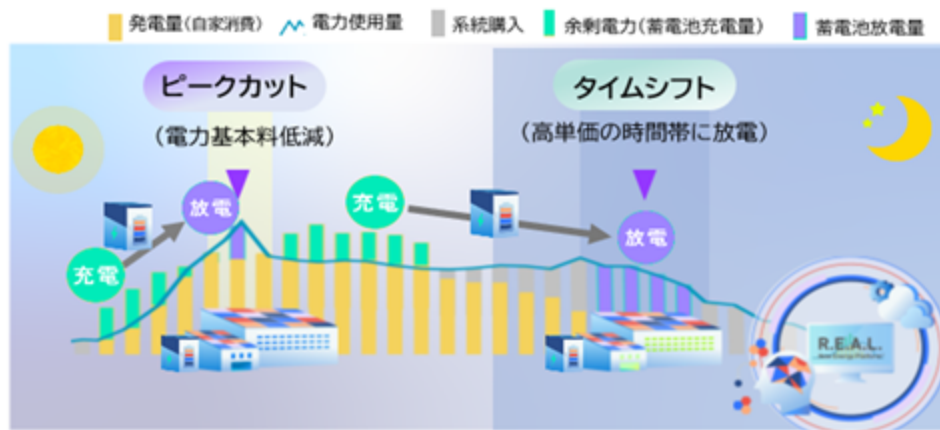 発電量(自家消費) 電力使用量 系統購入 余剰電力(蓄電池充電量) 蓄電池放電量
ピークカット
(電力基本料低減)
タイムシフト
(高単価の時間帯に放電)
放電
充電
充電
放電
R.E.A.L.